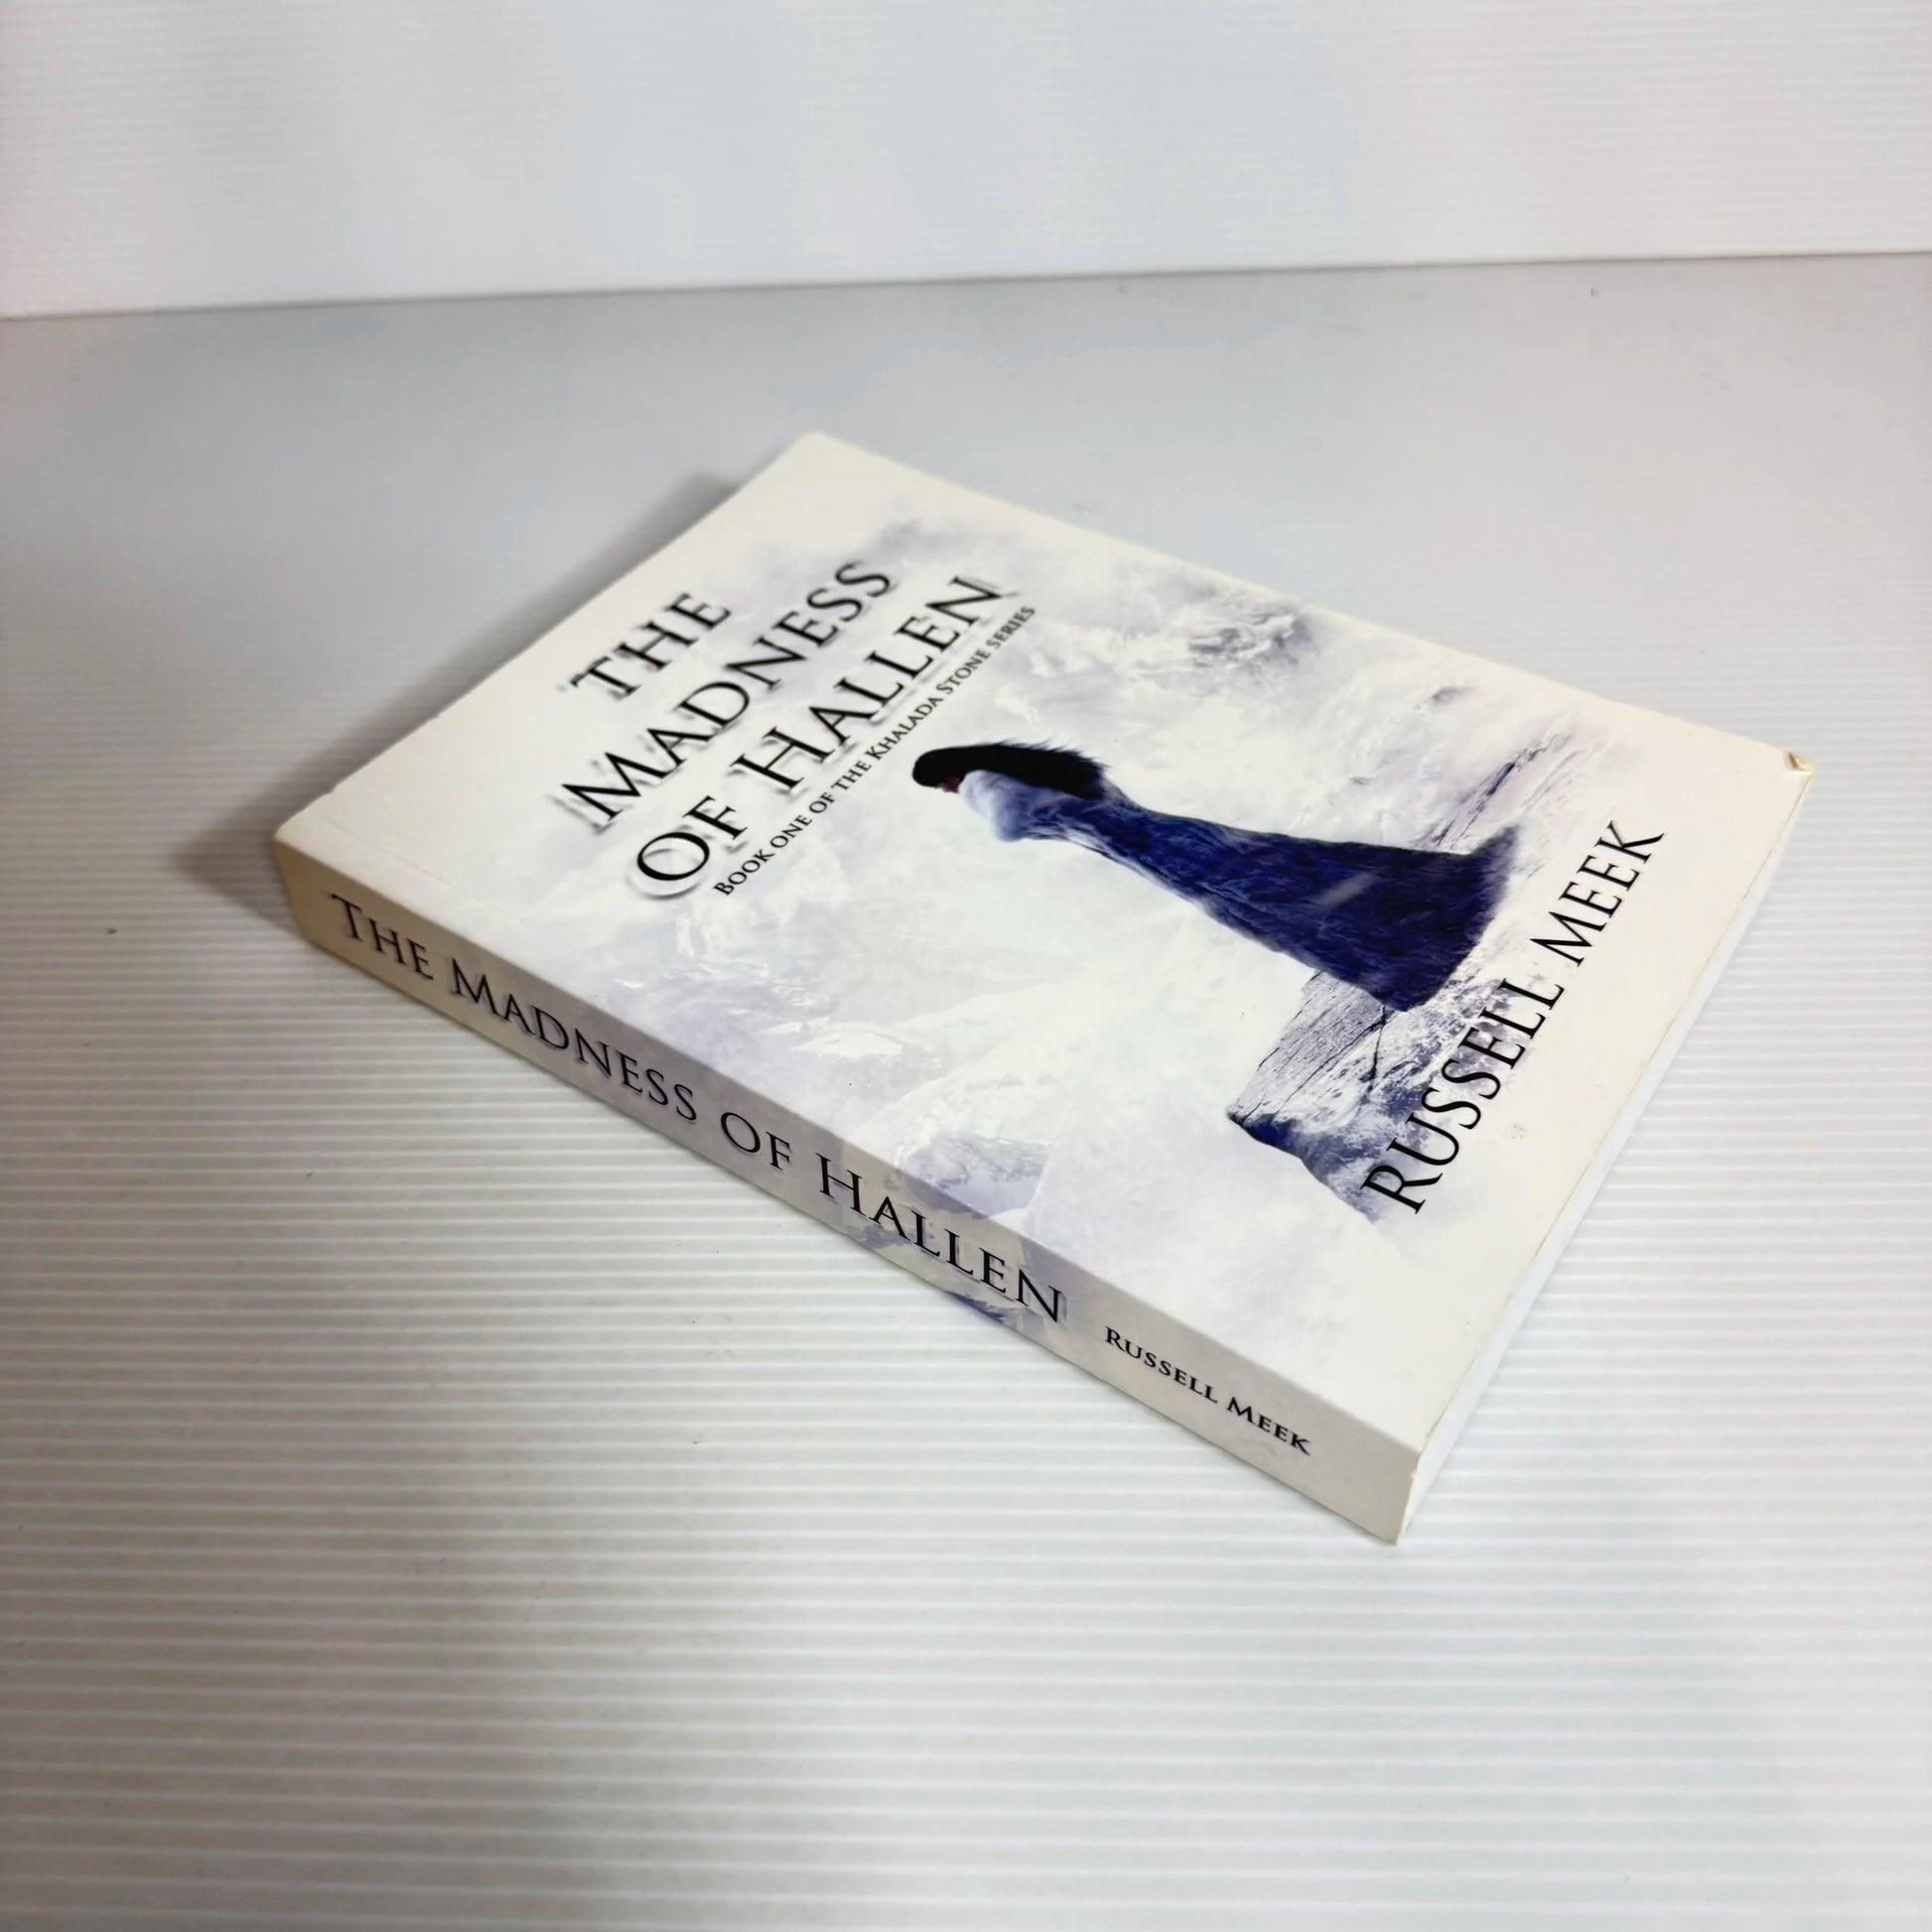 THE
MADNESS
OF HALLEN
BOOK ONE OF THE KHALADA STONE SERIES
RUSSELL MEEK
THE MADNESS OF HALLEN RUSSELL MEEK